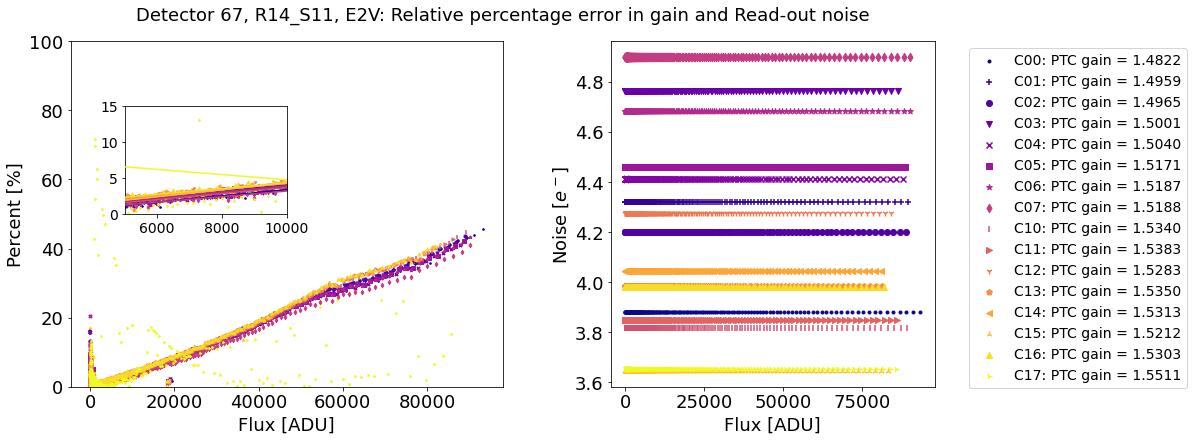 Detector 67, R14_S11, E2V: Relative percentage error in gain and Read-out noise
100
80
60
40
20
0
Percent [%]
0
20000
40000
60000
80000
Flux [ADU]
15
10
5
0
6000
8000
10000
4.8
4.6
4.4
4.2
4.0
3.8
3.6
Noise [e⁻]
0
25000
50000
75000
Flux [ADU]
C00: PTC gain = 1.4822
C01: PTC gain = 1.4959
C02: PTC gain = 1.4965
C03: PTC gain = 1.5001
C04: PTC gain = 1.5040
C05: PTC gain = 1.5171
C06: PTC gain = 1.5187
C07: PTC gain = 1.5188
C10: PTC gain = 1.5340
C11: PTC gain = 1.5383
C12: PTC gain = 1.5283
C13: PTC gain = 1.5350
C14: PTC gain = 1.5313
C15: PTC gain = 1.5212
C16: PTC gain = 1.5303
C17: PTC gain = 1.5511